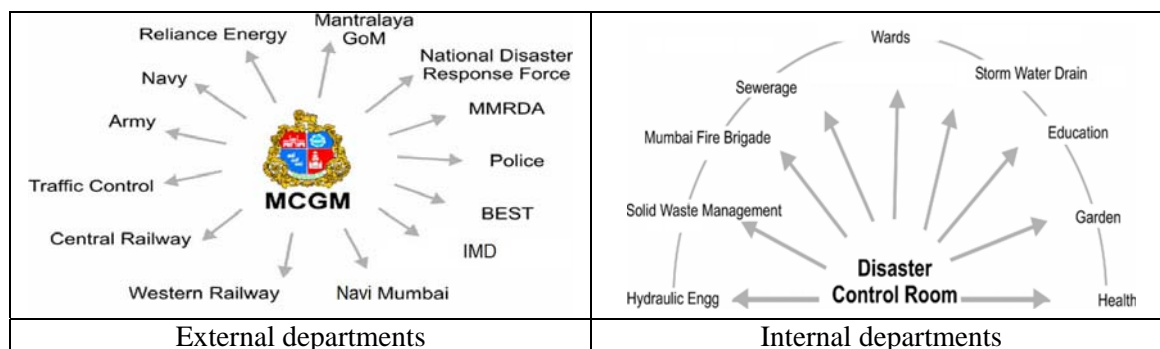 Mantralaya
GoM
Reliance Energy
National Disaster
Response Force
Navy
MMRDA
Army
Police
Traffic Control
MCGM
BEST
Central Railway
IMD
Western Railway
Navi Mumbai
External departments
Wards
Storm Water Drain
Sewerage
Mumbai Fire Brigade
Education
Solid Waste Management
Garden
Disaster
Control Room
Hydraulic Engg
Health
Internal departments